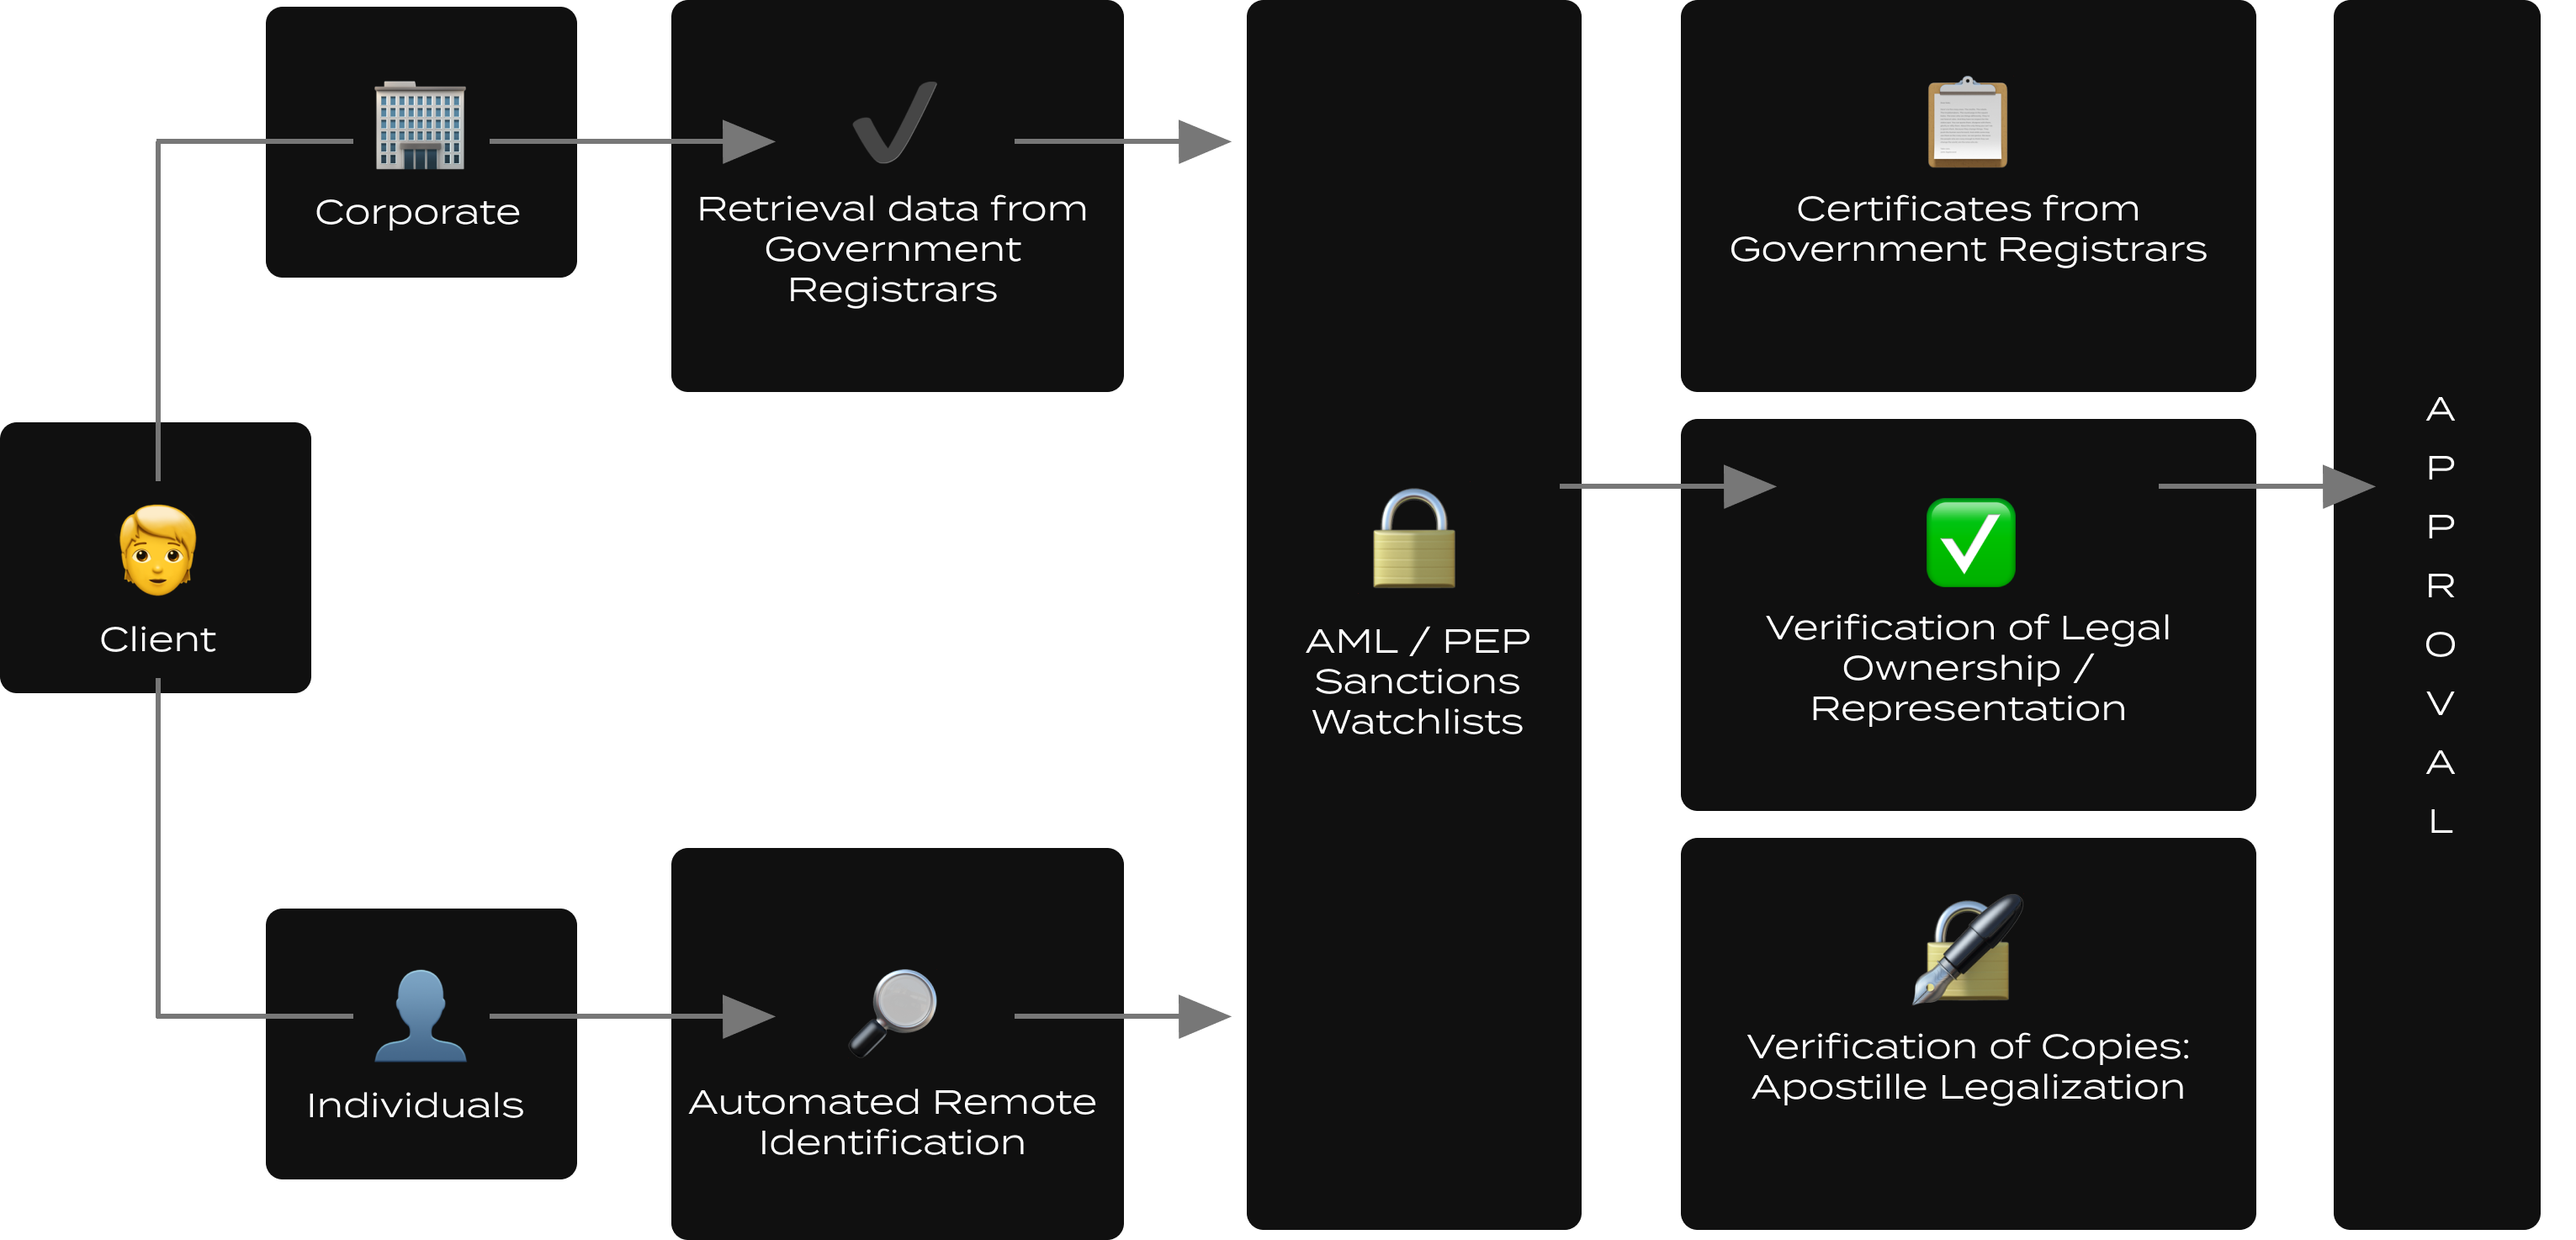 Client
Corporate
Retrieval data from
Government
Registrars
Individuals
Automated Remote
Identification
AML / PEP
Sanctions
Watchlists
Certificates from
Government Registrars
Verification of Legal
Ownership /
Representation
Verification of Copies:
Apostille Legalization
A
P
P
R
O
V
A
L